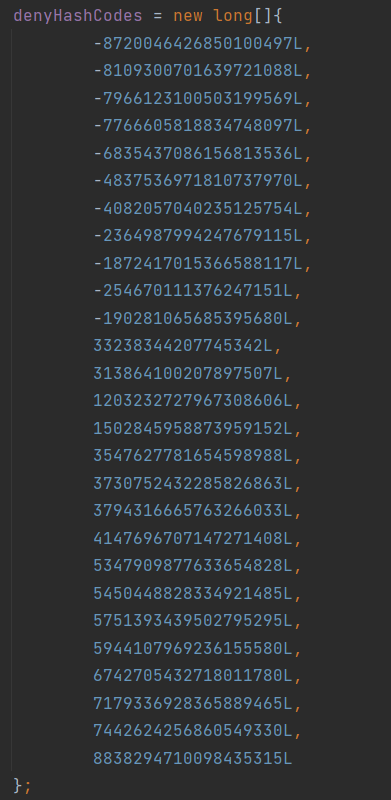 denyHashCodes = new long[]{
-8720046426850100497L,
-8109300701639721088L,
-7966123100503199569L,
-7766605818834748097L,
-6835437086156813536L,
-4837536971810737970L,
-4082057040235125754L,
-2364987994247679115L,
-1872417015366588117L,
-254670111376247151L,
-190281065685395680L,
33238344207745342L,
313864100207897507L,
1203232727967308606L,
1502845958873959152L,
3547627781654598988L,
3730752432285826863L,
3794316665763266033L,
4147696707147271408L,
5347909877633654828L,
5450448828334921485L,
5751393439502795295L,
5944107969236155580L,
6742705432718011780L,
7179336928365889465L,
7442624256860549330L,
8838294710098435315L
};